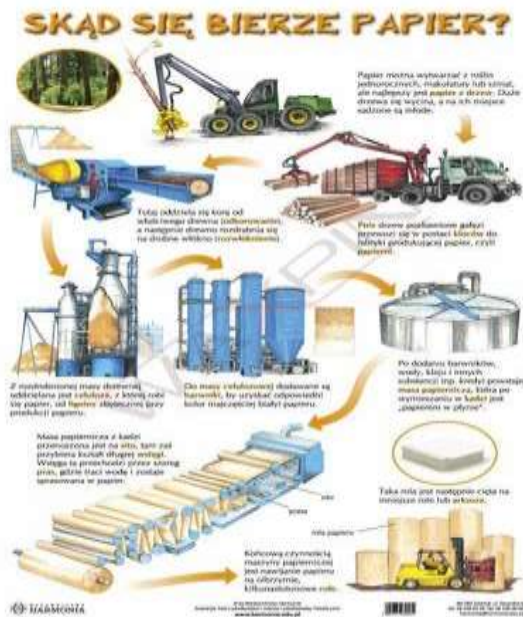 SKĄD SIĘ BIERZE PAPIER?
Papier można wytwarzać z roślin
jednorocznych, makulatury lub szmat,
ale najlepszy jest papier z drzew. Duże
drzewa się wycina, a na ich miejsce
sadzone są młode.
Tutaj oddziela się korę od
właściwego drewna (odkorowanie),
a następnie drewno rozdrabnia się
na drobne włókna (rozwłóknienie).
Pnie drzew pozbawione gałęzi
przewozi się w postaci klocków do
fabryki produkującej papier, czyli
papierni.
Z rozdrobnionej masy drzewnej
oddzielana jest celuloza, z której robi
się papier, od ligniny zbytecznej przy
produkcji papieru.
Do masy celulozowej dodawane są
barwniki, by uzyskać odpowiedni
kolor najczęściej białyś papieru.
Po dodaniu barwników,
wody, kleju i innych
substancji (np. kredy) powstaje
masa papiernicza, która po
wymieszaniu w kadzi jest
„papierem w płynie".
Masa papiernicza z kadzi
przenoszona jest na sito, tam zaś
przybiera kształt długiej wstęgi.
Wstęga ta przechodzi przez szereg
pras, gdzie traci wodę i zostaje
sprasowana w papier.
sito
prasa
Taka rola jest następnie cięta na
mniejsze role lub arkusze.
rola papieru
Końcową czynnością
maszyny papierniczej
jest nawijanie papieru
na olbrzymie,
kilkunastotonowe role.
HARMONIA